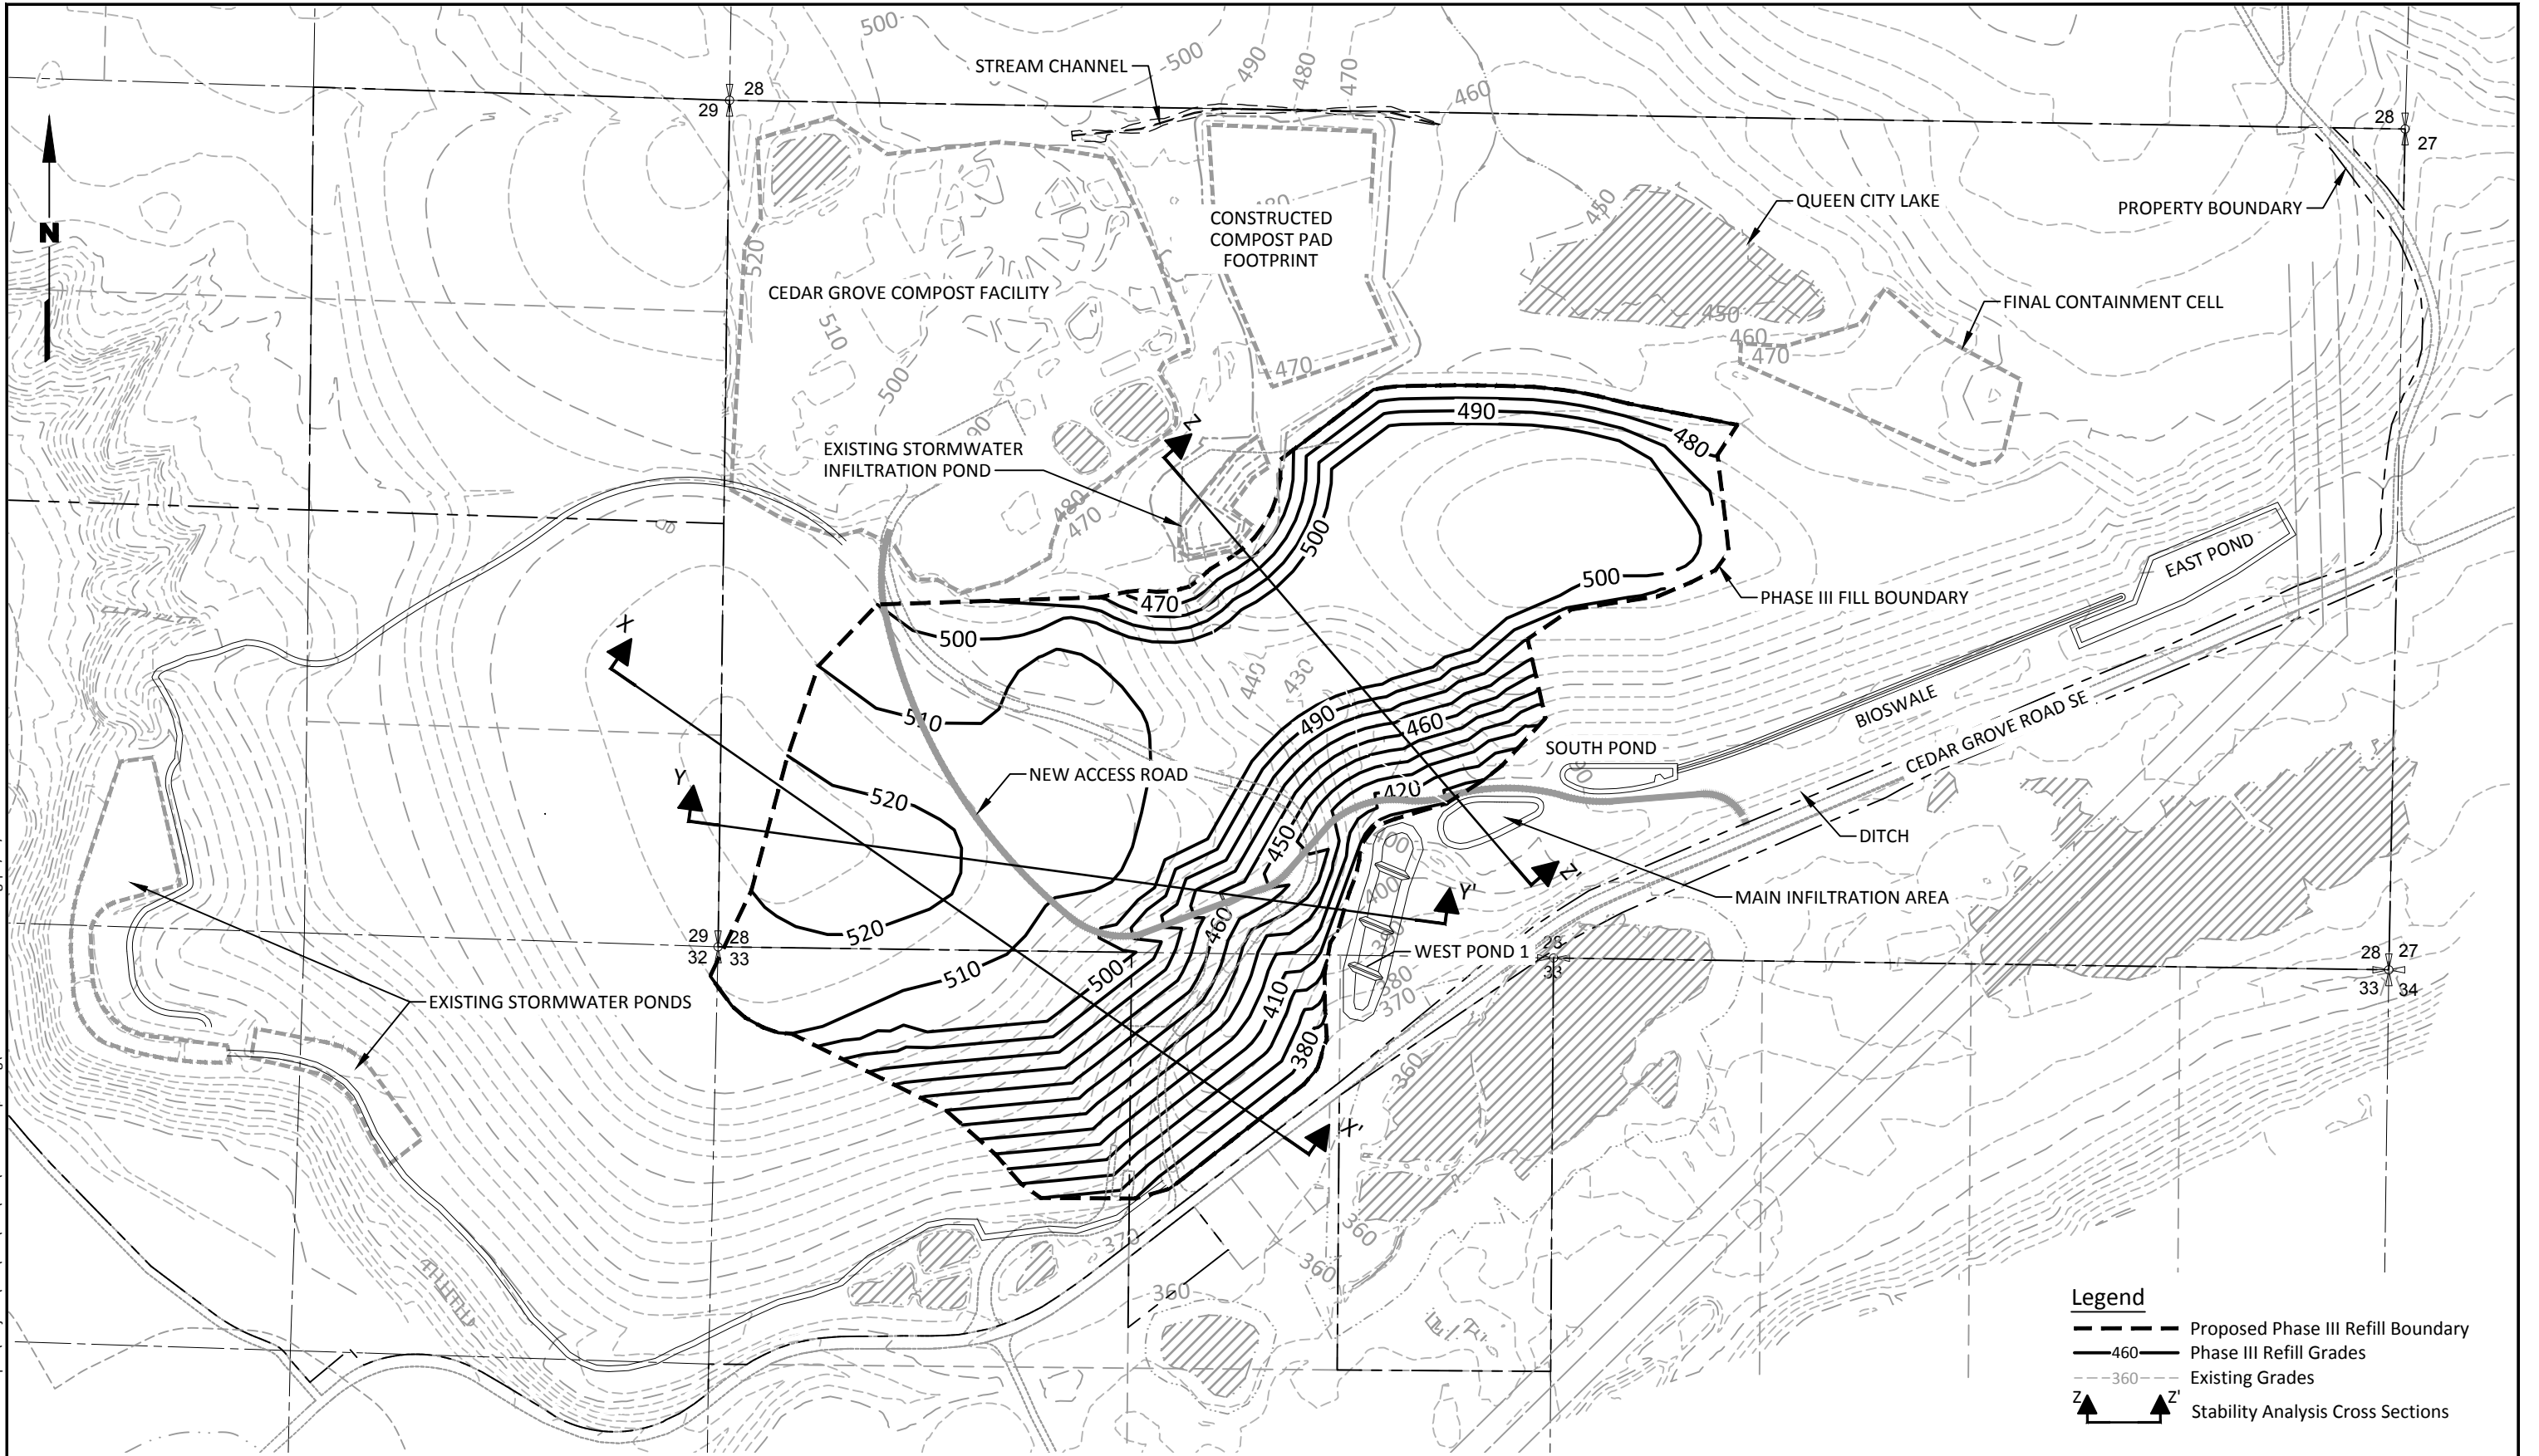 500
STREAM CHANNEL
500
490
480
470
460
28
29
28
27
450
QUEEN CITY LAKE
PROPERTY BOUNDARY
N
CONSTRUCTED
COMPOST PAD
FOOTPRINT
520
CEDAR GROVE COMPOST FACILITY
510
450
460
470
FINAL CONTAINMENT CELL
500
470
490
480
Z
EXISTING STORMWATER
INFILTRATION POND
480
470
500
EAST POND
500
PHASE III FILL BOUNDARY
470
500
X
440
430
510
490
460
BIOSWALE
CEDAR GROVE ROAD SE
SOUTH POND
NEW ACCESS ROAD
Y
520
420
450
400
DITCH
Z'
400
Y'
MAIN INFILTRATION AREA
460
520
29
28
32
33
390
WEST POND 1
33
28
27
33
34
500
510
380
370
410
EXISTING STORMWATER PONDS
380
360
X'
370
360
360
360
Legend
Proposed Phase III Refill Boundary
460
Phase III Refill Grades
360
Existing Grades
Z
Z'
Stability Analysis Cross Sections